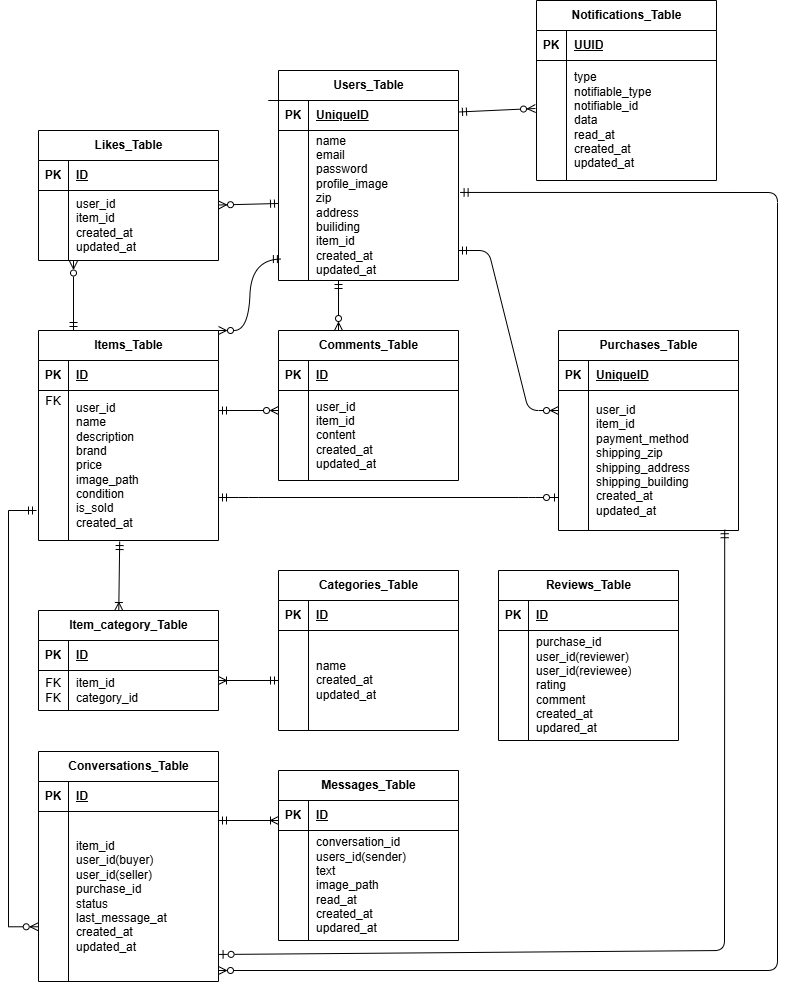 Notifications_Table
PK UUID
type
notifiable_type
notifiable_id
data
read_at
created_at
updated_at
Users_Table
PK UniqueID
name
email
password
profile_image
zip
address
builiding
item_id
created_at
updated_at
Likes_Table
PK ID
user_id
item_id
created_at
updated_at
Items_Table
PK ID
FK
user_id
name
description
brand
price
image_path
condition
is_sold
created_at
Comments_Table
PK ID
user_id
item_id
content
created_at
updated_at
Purchases_Table
PK UniqueID
user_id
item_id
payment_method
shipping_zip
shipping_address
shipping_building
created_at
updated_at
Item_category_Table
PK ID
FK item_id
FK category_id
Categories_Table
PK ID
name
created_at
updated_at
Reviews_Table
PK ID
purchase_id
user_id(reviewer)
user_id(reviewee)
rating
comment
created_at
updared_at
Conversations_Table
PK ID
item_id
user_id(buyer)
user_id(seller)
purchase_id
status
last_message_at
created_at
updated_at
Messages_Table
PK ID
conversation_id
users_id(sender)
text
image_path
read_at
created_at
updared_at